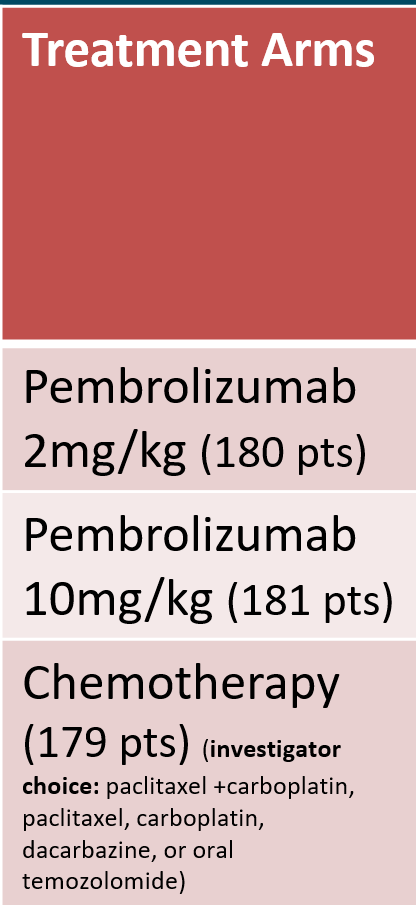 Treatment Arms
Pembrolizumab
2mg/kg (180 pts)
Pembrolizumab
10mg/kg (181 pts)
Chemotherapy
(179 pts) (investigator
choice: paclitaxel +carboplatin,
paclitaxel, carboplatin,
dacarbazine, or oral
temozolomide)